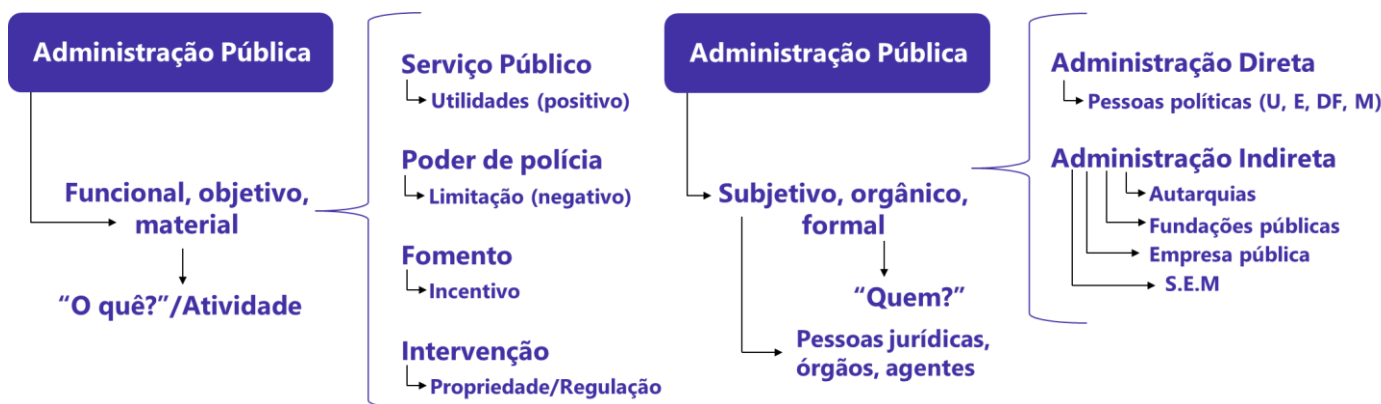 Administração Pública
Funcional, objetivo,
material
“O quê?”/Atividade
Serviço Público
Utilidades (positivo)
Poder de polícia
Limitação (negativo)
Fomento
Incentivo
Intervenção
Propriedade/Regulação
Administração Pública
Subjetivo, orgânico,
formal
“Quem?”
Pessoas jurídicas,
órgãos, agentes
Administração Direta
Pessoas políticas (U, E, DF, M)
Administração Indireta
Autarquias
Fundações públicas
Empresa pública
S.E.M